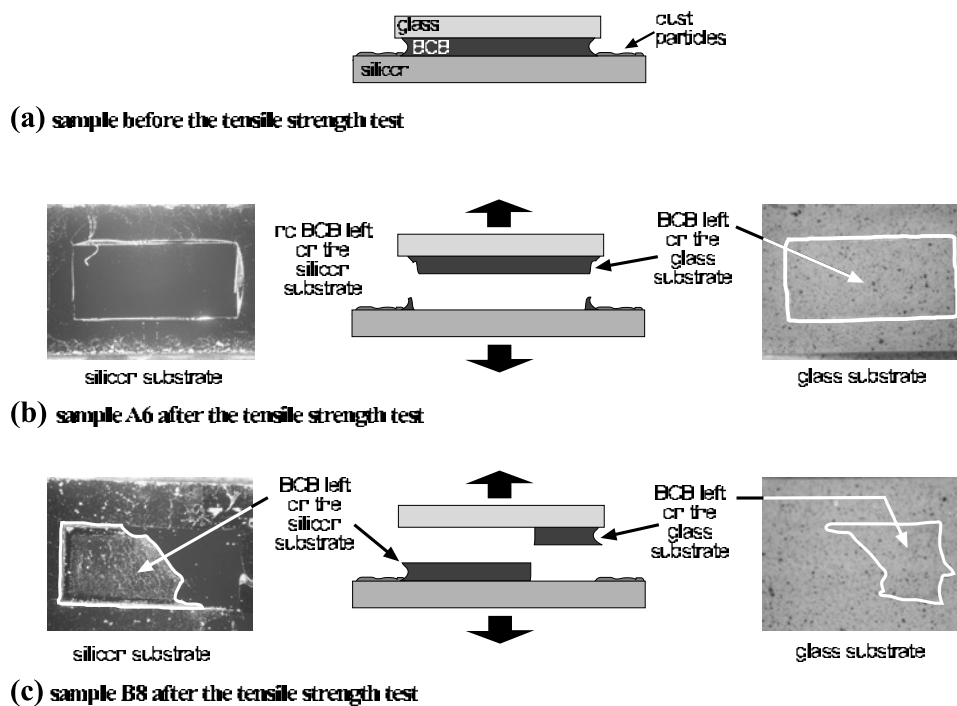 glass
BCB
silicon
dust
particles
(a) sample before the tensile strength test
no BCB left
on the
silicon
substrate
BCB left
on the
glass
substrate
silicon substrate
glass substrate
(b) sample A6 after the tensile strength test
BCB left
on the
silicon
substrate
BCB left
on the
glass
substrate
silicon substrate
glass substrate
(c) sample B8 after the tensile strength test